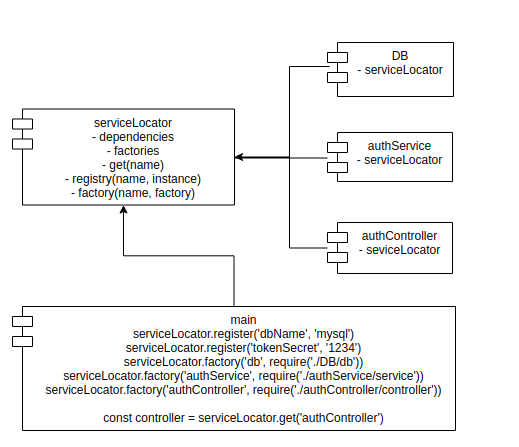 DB
- serviceLocator
serviceLocator
- dependencies
- factories
- get(name)
- registry(name, instance)
- factory(name, factory)
authService
- serviceLocator
authController
- seviceLocator
main
serviceLocator.register('dbName', 'mysql')
serviceLocator.register('tokenSecret', '1234')
serviceLocator.factory('db', require('./DB/db'))
serviceLocator.factory('authService', require('./authService/service'))
serviceLocator.factory('authController', require('./authController/controller'))
const controller = serviceLocator.get('authController')